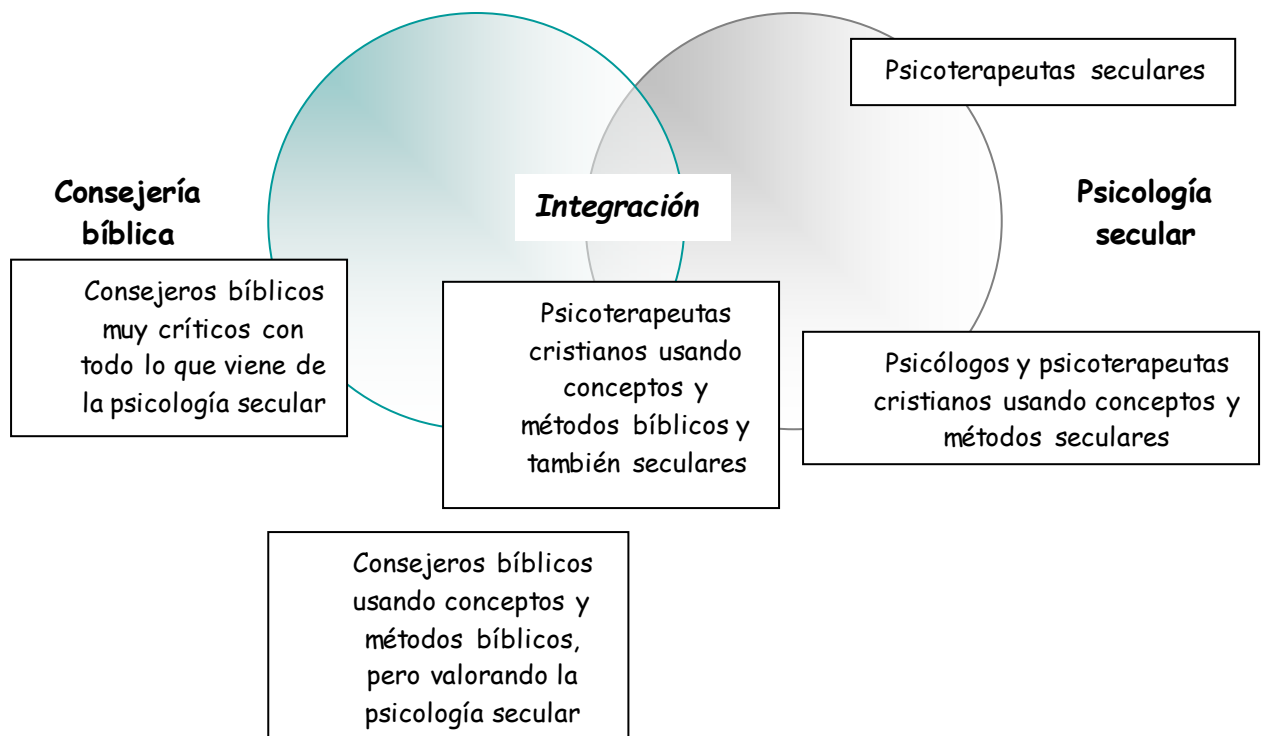 Psicoterapeutas seculares
Consejería
bíblica
Integración
Psicología
secular
Consejeros bíblicos
muy críticos con
todo lo que viene de
la psicología secular
Psicoterapeutas
cristianos usando
conceptos y
métodos bíblicos y
también seculares
Psicólogos y psicoterapeutas
cristianos usando conceptos y
métodos seculares
Consejeros bíblicos
usando conceptos y
métodos bíblicos,
pero valorando la
psicología secular